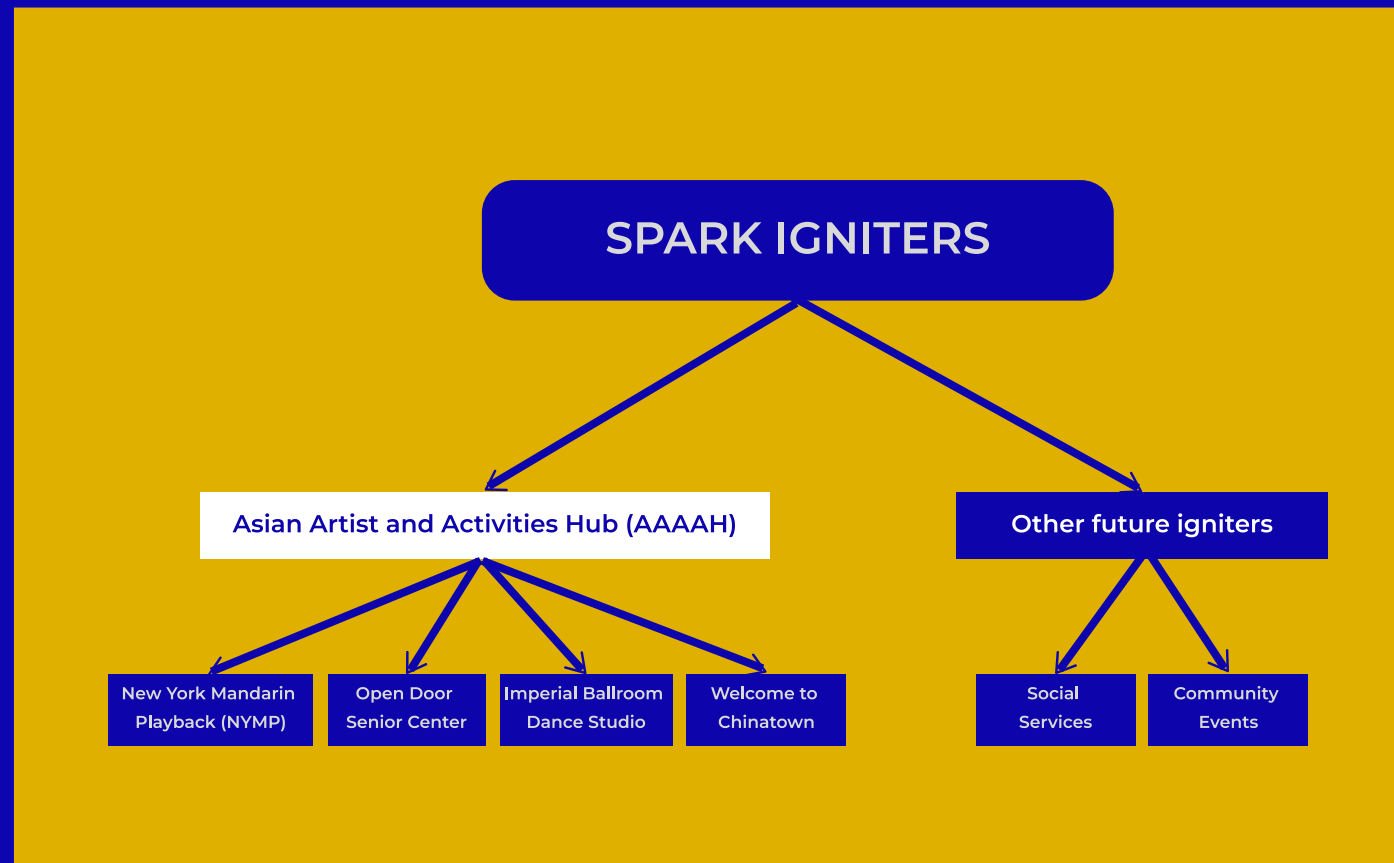 SPARK IGNITERS
Asian Artist and Activities Hub (AAAAH)
Other future igniters
New York Mandarin
Playback (NYMP)
Open Door
Senior Center
Imperial Ballroom
Dance Studio
Welcome to
Chinatown
Social
Services
Community
Events